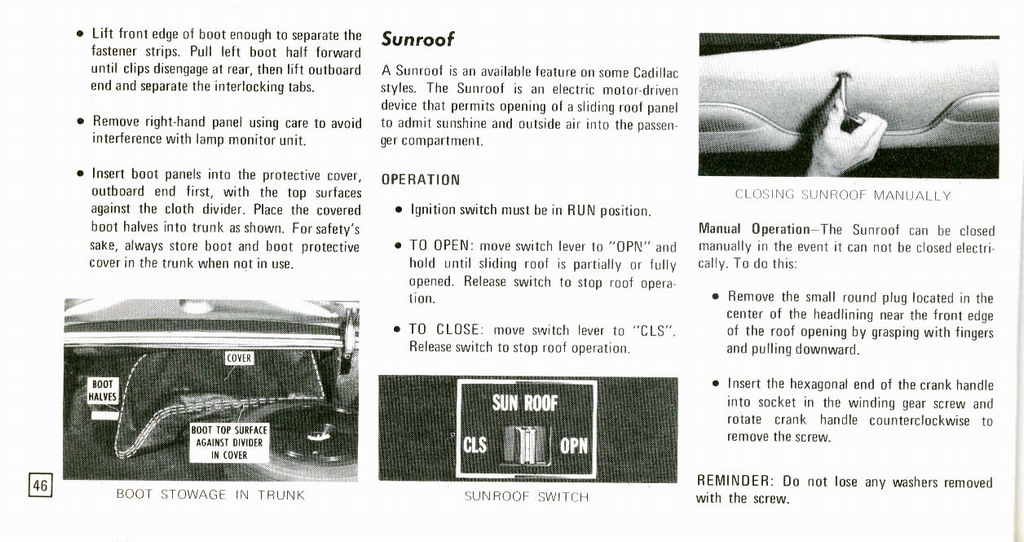 • Lift front edge of boot enough to separate the
fastener strips. Pull left boot half forward
until clips disengage at rear, then lift outboard
end and separate the interlocking tabs.
• Remove right-hand panel using care to avoid
interference with lamp monitor unit.
• Insert boot panels into the protective cover,
outboard end first, with the top surfaces
against the cloth divider. Place the covered
boot halves into trunk as shown. For safety's
sake, always store boot and boot protective
cover in the trunk when not in use.
COVER
BOOT
HALVES
BOOT TOP SURFACE
AGAINST DIVIDER
IN COVER
46
BOOT STOWAGE IN TRUNK
Sunroof
A Sunroof is an available feature on some Cadillac
styles. The Sunroof is an electric motor-driven
device that permits opening of a sliding roof panel
to admit sunshine and outside air into the passen-
ger compartment.
OPERATION
• Ignition switch must be in RUN position.
• TO OPEN: move switch lever to "OPN" and
hold until sliding roof is partially or fully
opened. Release switch to stop roof opera-
tion.
• TO CLOSE: move switch lever to "CLS".
Release switch to stop roof operation.
SUN ROOF
CLS OPN
SUNROOF SWITCH
CLOSING SUNROOF MANUALLY
Manual Operation—The Sunroof can be closed
manually in the event it can not be closed electri-
cally. To do this:
• Remove the small round plug located in the
center of the headlining near the front edge
of the roof opening by grasping with fingers
and pulling downward.
• Insert the hexagonal end of the crank handle
into socket in the winding gear screw and
rotate crank handle counterclockwise to
remove the screw.
REMINDER: Do not lose any washers removed
with the screw.